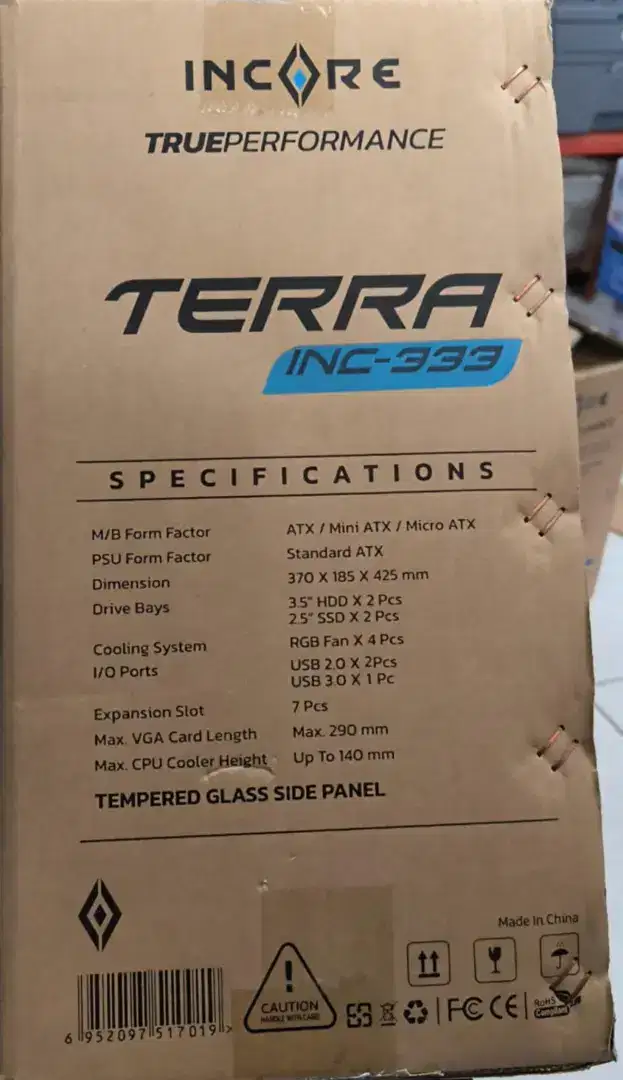 INCORE
TRUEPERFORMANCE
TERRA
INC-333
SPECIFICATIONS
M/B Form Factor ATX / Mini ATX / Micro ATX
PSU Form Factor Standard ATX
Dimension 370 X 185 X 425 mm
Drive Bays 3.5" HDD X 2 Pcs
2.5" SSD X 2 Pcs
Cooling System RGB Fan X 4 Pcs
I/O Ports USB 2.0 X 2Pcs
USB 3.0 X 1 Pc
Expansion Slot 7 Pcs
Max. VGA Card Length Max. 290 mm
Max. CPU Cooler Height Up To 140 mm
TEMPERED GLASS SIDE PANEL
Made In China
CAUTION
HANDLE WITH CARE
FC CE RoHS
Compliant
6 952097 517019 >